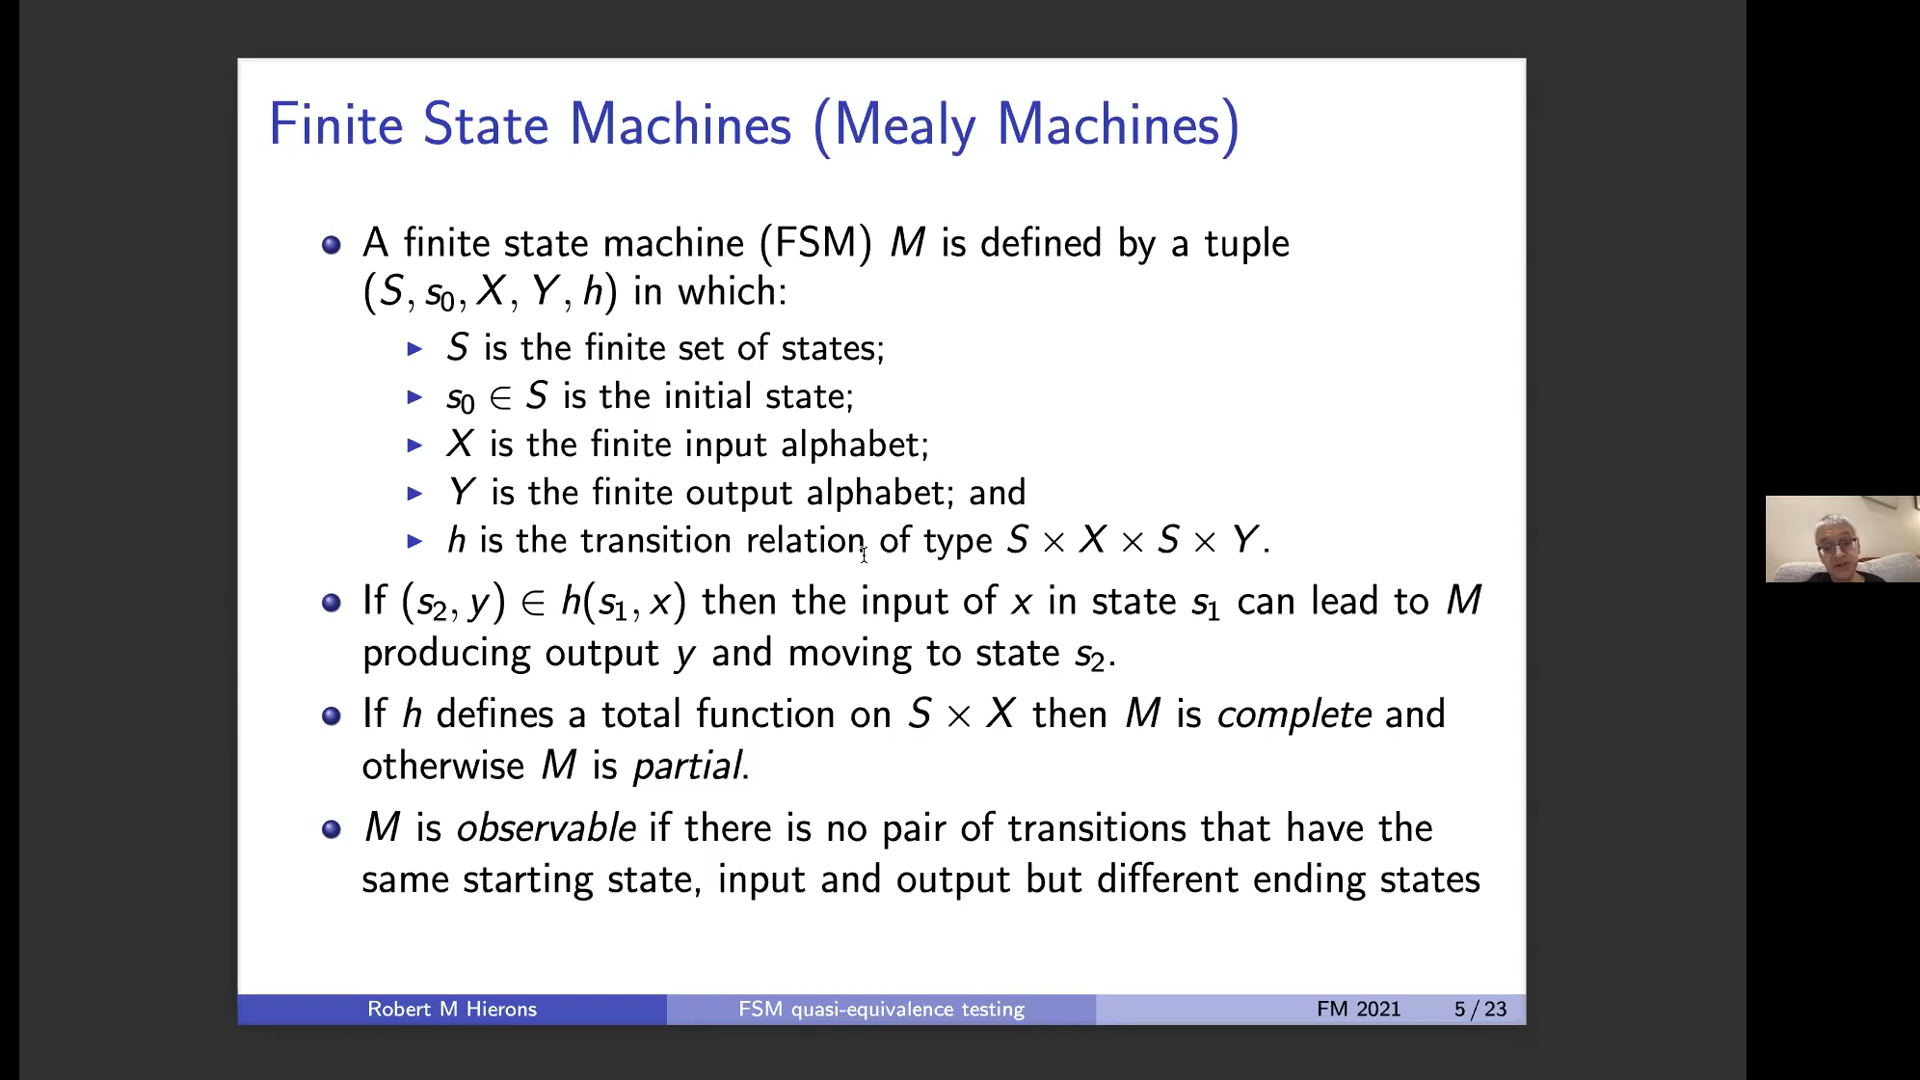 Finite State Machines (Mealy Machines)
A finite state machine (FSM) M is defined by a tuple
(S, s₀, X, Y, h) in which:
S is the finite set of states;
s₀ ∈ S is the initial state;
X is the finite input alphabet;
Y is the finite output alphabet; and
h is the transition relation of type S × X × S × Y.
If (s₂, y) ∈ h(s₁, x) then the input of x in state s₁ can lead to M
producing output y and moving to state s₂.
If h defines a total function on S × X then M is complete and
otherwise M is partial.
M is observable if there is no pair of transitions that have the
same starting state, input and output but different ending states
Robert M Hierons FSM quasi-equivalence testing FM 2021 5 / 23